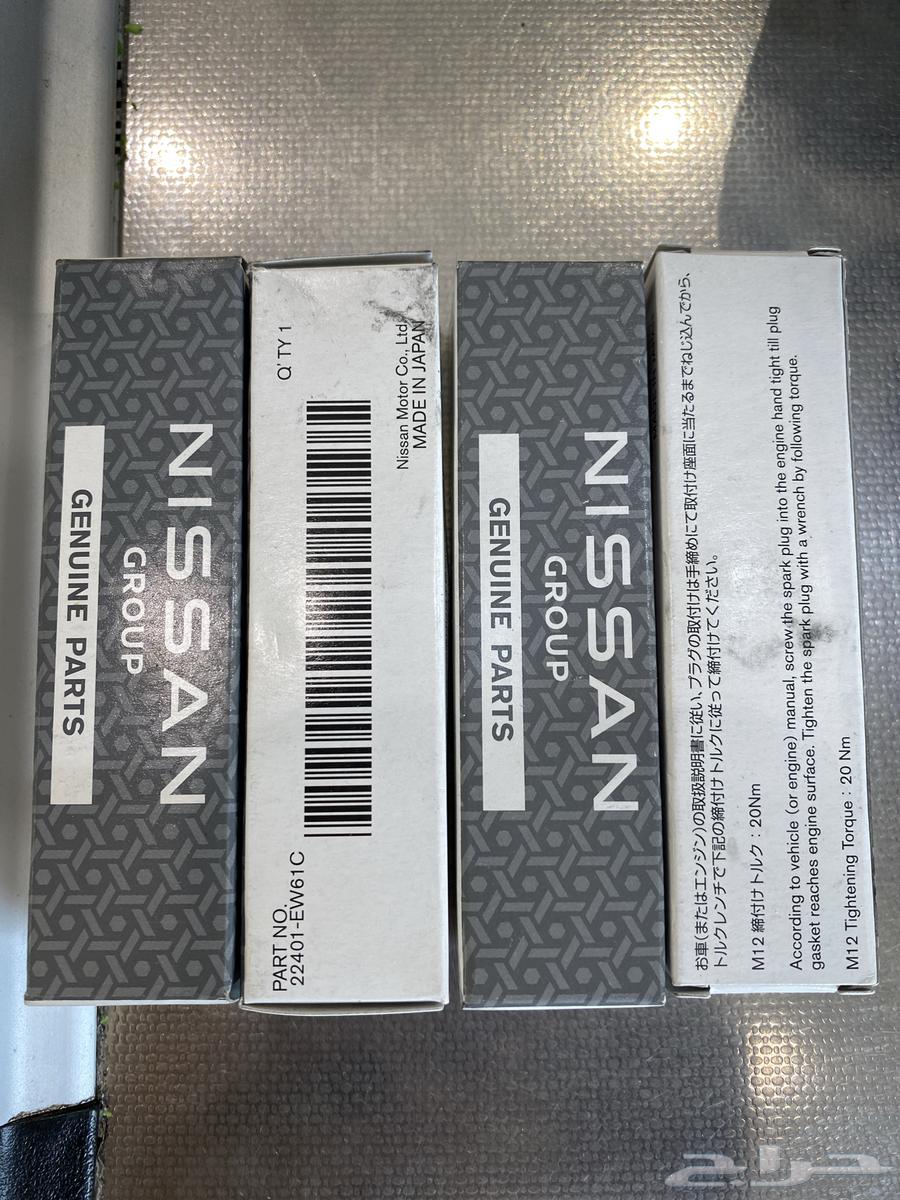 NISSAN
GROUP
GENUINE PARTS
Q'TY 1
Nissan Motor Co., Ltd.
MADE IN JAPAN
PART NO.
22401-EW61C
NISSAN
GROUP
GENUINE PARTS
お車(またはエンジン)の取扱説明書に従い、プラグの取付けは手締めにて取付け座面に当たるまでねじ込んでから、
トルクレンチで下記の締付けトルクに従って締付けてください。
M12 締付けトルク：20Nm
According to vehicle (or engine) manual, screw the spark plug into the engine hand tight till plug
gasket reaches engine surface. Tighten the spark plug with a wrench by following torque.
M12 Tightening Torque : 20 Nm
حراج